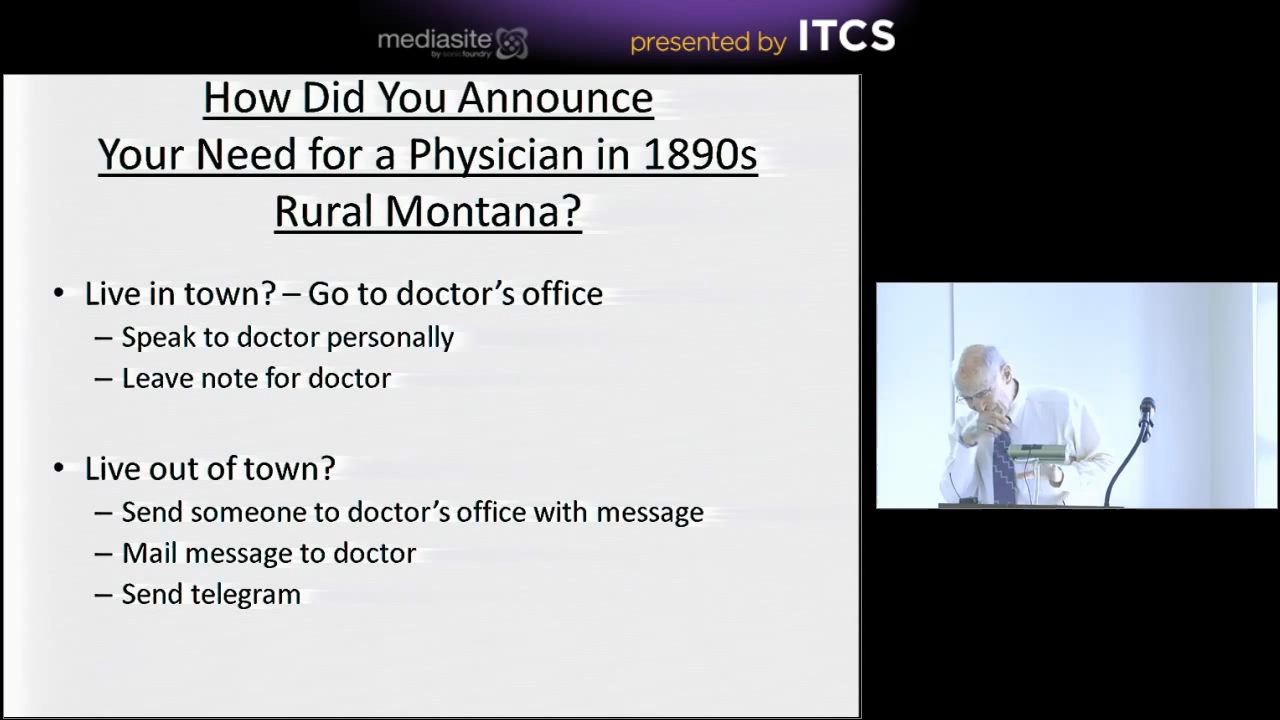 mediasite
by sonicfoundry
presented by ITCS
How Did You Announce
Your Need for a Physician in 1890s
Rural Montana?
• Live in town? – Go to doctor’s office
– Speak to doctor personally
– Leave note for doctor
• Live out of town?
– Send someone to doctor’s office with message
– Mail message to doctor
– Send telegram